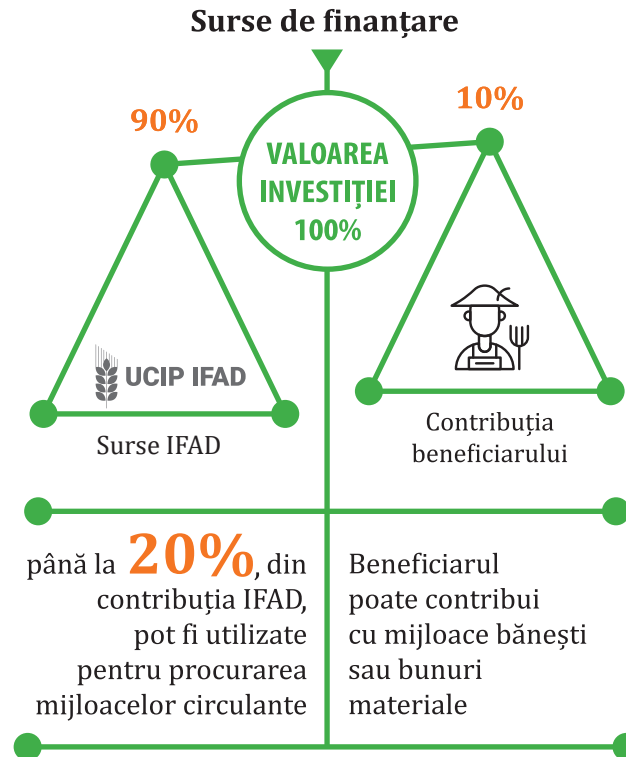 Surse de finanțare
90%
10%
VALOAREA
INVESTIȚIEI
100%
UCIP IFAD
Surse IFAD
Contribuția
beneficiarului
până la 20%, din
contribuția IFAD,
pot fi utilizate
pentru procurarea
mijloacelor circulante
Beneficiarul
poate contribui
cu mijloace bănești
sau bunuri
materiale